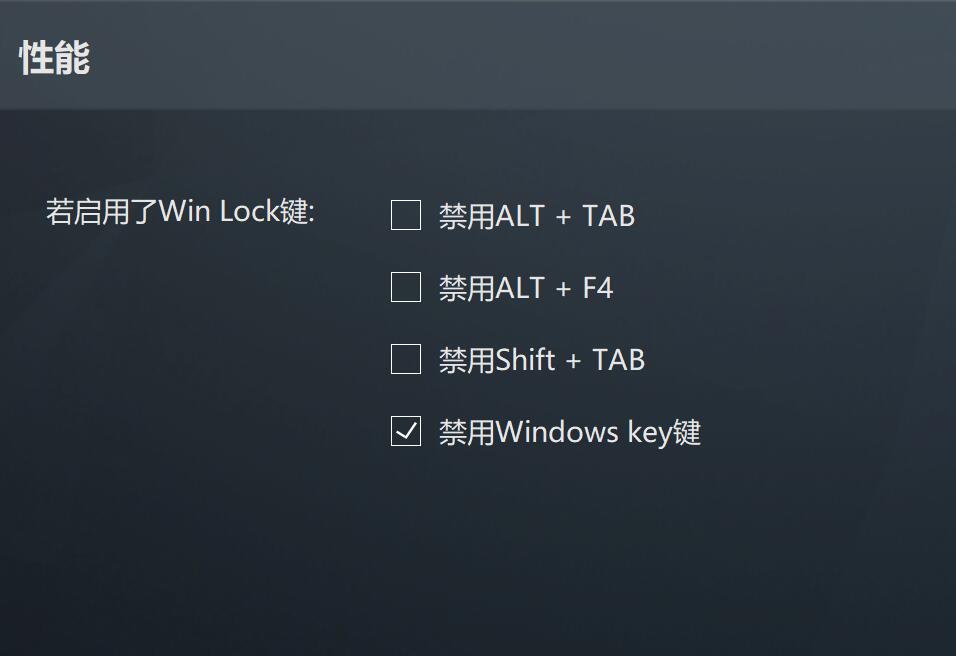 性能
若启用了Win Lock键:
禁用ALT + TAB
禁用ALT + F4
禁用Shift + TAB
禁用Windows key键